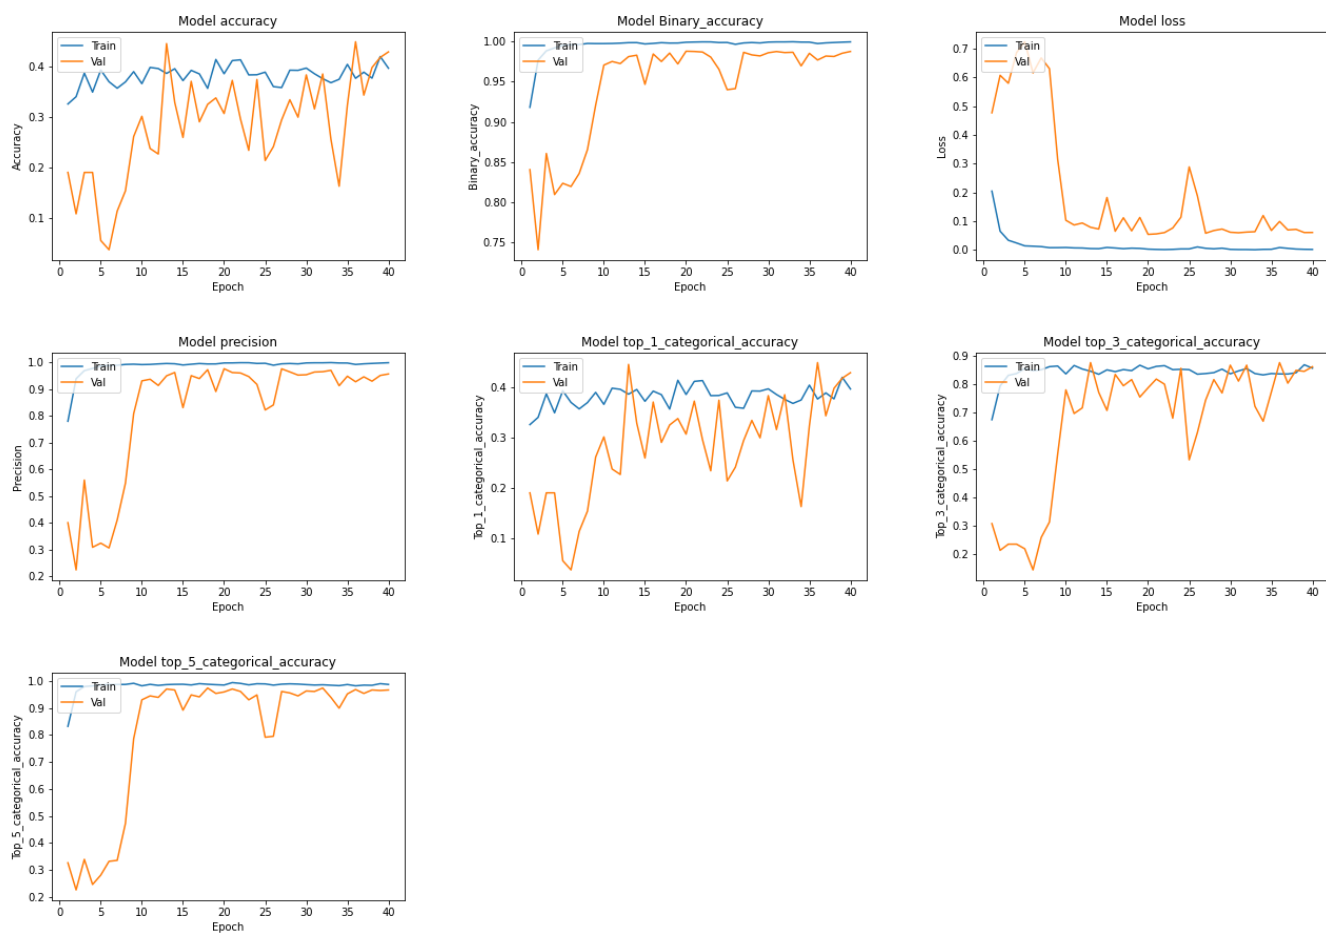 Model accuracy
Train
Val
0.4
0.3
0.2
0.1
Accuracy
0 5 10 15 20 25 30 35 40
Epoch
Model Binary_accuracy
Train
Val
1.00
0.95
0.90
0.85
0.80
0.75
Binary_accuracy
0 5 10 15 20 25 30 35 40
Epoch
Model loss
Train
Val
0.7
0.6
0.5
0.4
0.3
0.2
0.1
0.0
Loss
0 5 10 15 20 25 30 35 40
Epoch
Model precision
Train
Val
1.0
0.9
0.8
0.7
0.6
0.5
0.4
0.3
0.2
Precision
0 5 10 15 20 25 30 35 40
Epoch
Model top_1_categorical_accuracy
Train
Val
0.4
0.3
0.2
0.1
Top_1_categorical_accuracy
0 5 10 15 20 25 30 35 40
Epoch
Model top_3_categorical_accuracy
Train
Val
0.9
0.8
0.7
0.6
0.5
0.4
0.3
0.2
Top_3_categorical_accuracy
0 5 10 15 20 25 30 35 40
Epoch
Model top_5_categorical_accuracy
Train
Val
1.0
0.9
0.8
0.7
0.6
0.5
0.4
0.3
0.2
Top_5_categorical_accuracy
0 5 10 15 20 25 30 35 40
Epoch